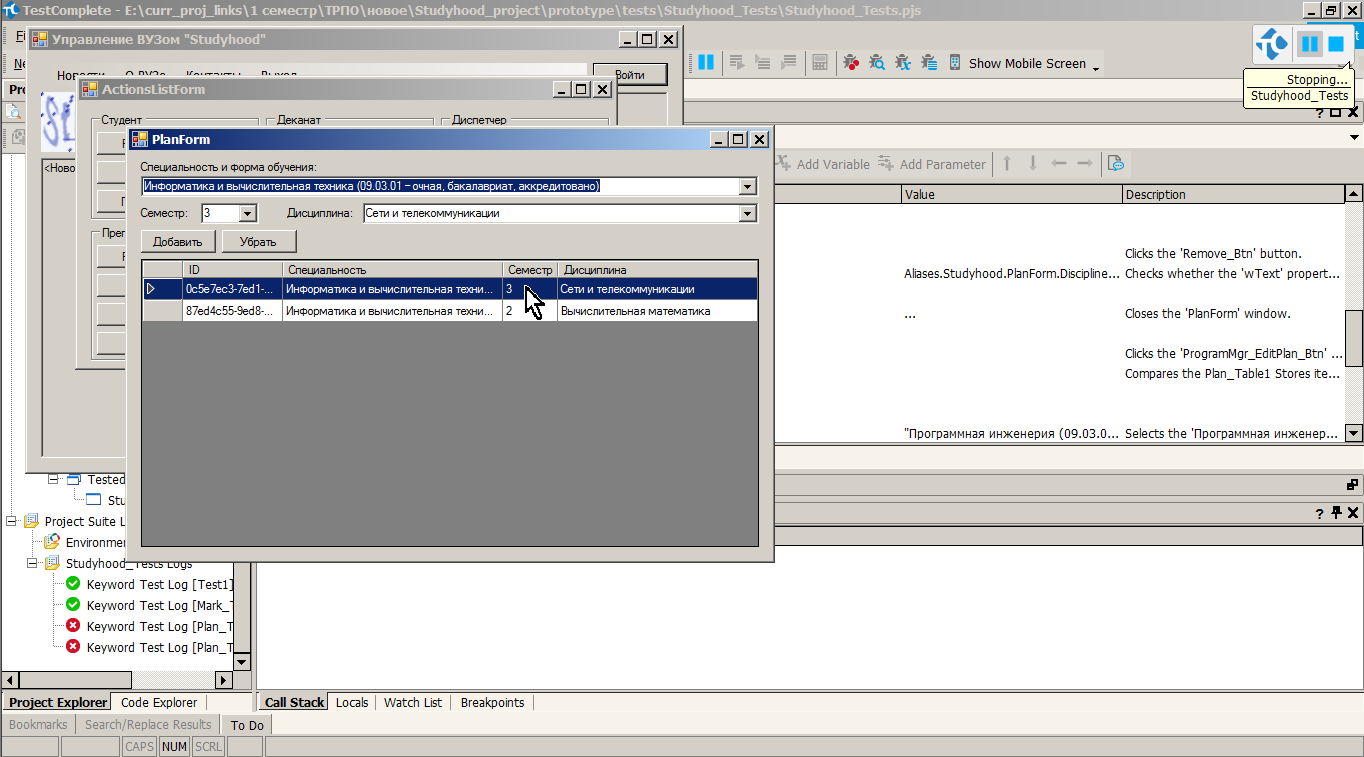 TestComplete - E:\curr_proj_links\1 семестр\ТРПО\новое\Studyhood_project\prototype\tests\Studyhood_Tests\Studyhood_Tests.pjs
Управление ВУЗом "Studyhood"
Show Mobile Screen
Stopping...
Studyhood_Tests
Войти
ActionsListForm
Студент
Деканат
Диспетчер
PlanForm
Add Variable
Add Parameter
<Ново
Специальность и форма обучения:
Информатика и вычислительная техника (09.03.01 – очная, бакалавриат, аккредитовано)
Семестр: 3 Дисциплина: Сети и телекоммуникации
Добавить Убрать
ID Специальность Семестр Дисциплина
0c5e7ec3-7ed1-... Информатика и вычислительная техни... 3 Сети и телекоммуникации
87ed4c55-9ed8-... Информатика и вычислительная техни... 2 Вычислительная математика
Value Description
Clicks the 'Remove_Btn' button.
Aliases.Studyhood.PlanForm.Discipline... Checks whether the 'wText' propert...
... Closes the 'PlanForm' window.
Clicks the 'ProgramMgr_EditPlan_Btn' ...
Compares the Plan_Table1 Stores ite...
"Программная инженерия (09.03.0... Selects the 'Программная инженер...
Tested
Stu
Project Suite L
Environmen
Studyhood_Tests Logs
Keyword Test Log [Test1]
Keyword Test Log [Mark_T
Keyword Test Log [Plan_T
Keyword Test Log [Plan_T
Project Explorer Code Explorer
Call Stack Locals Watch List Breakpoints
Bookmarks Search/Replace Results To Do
CAPS NUM SCRL